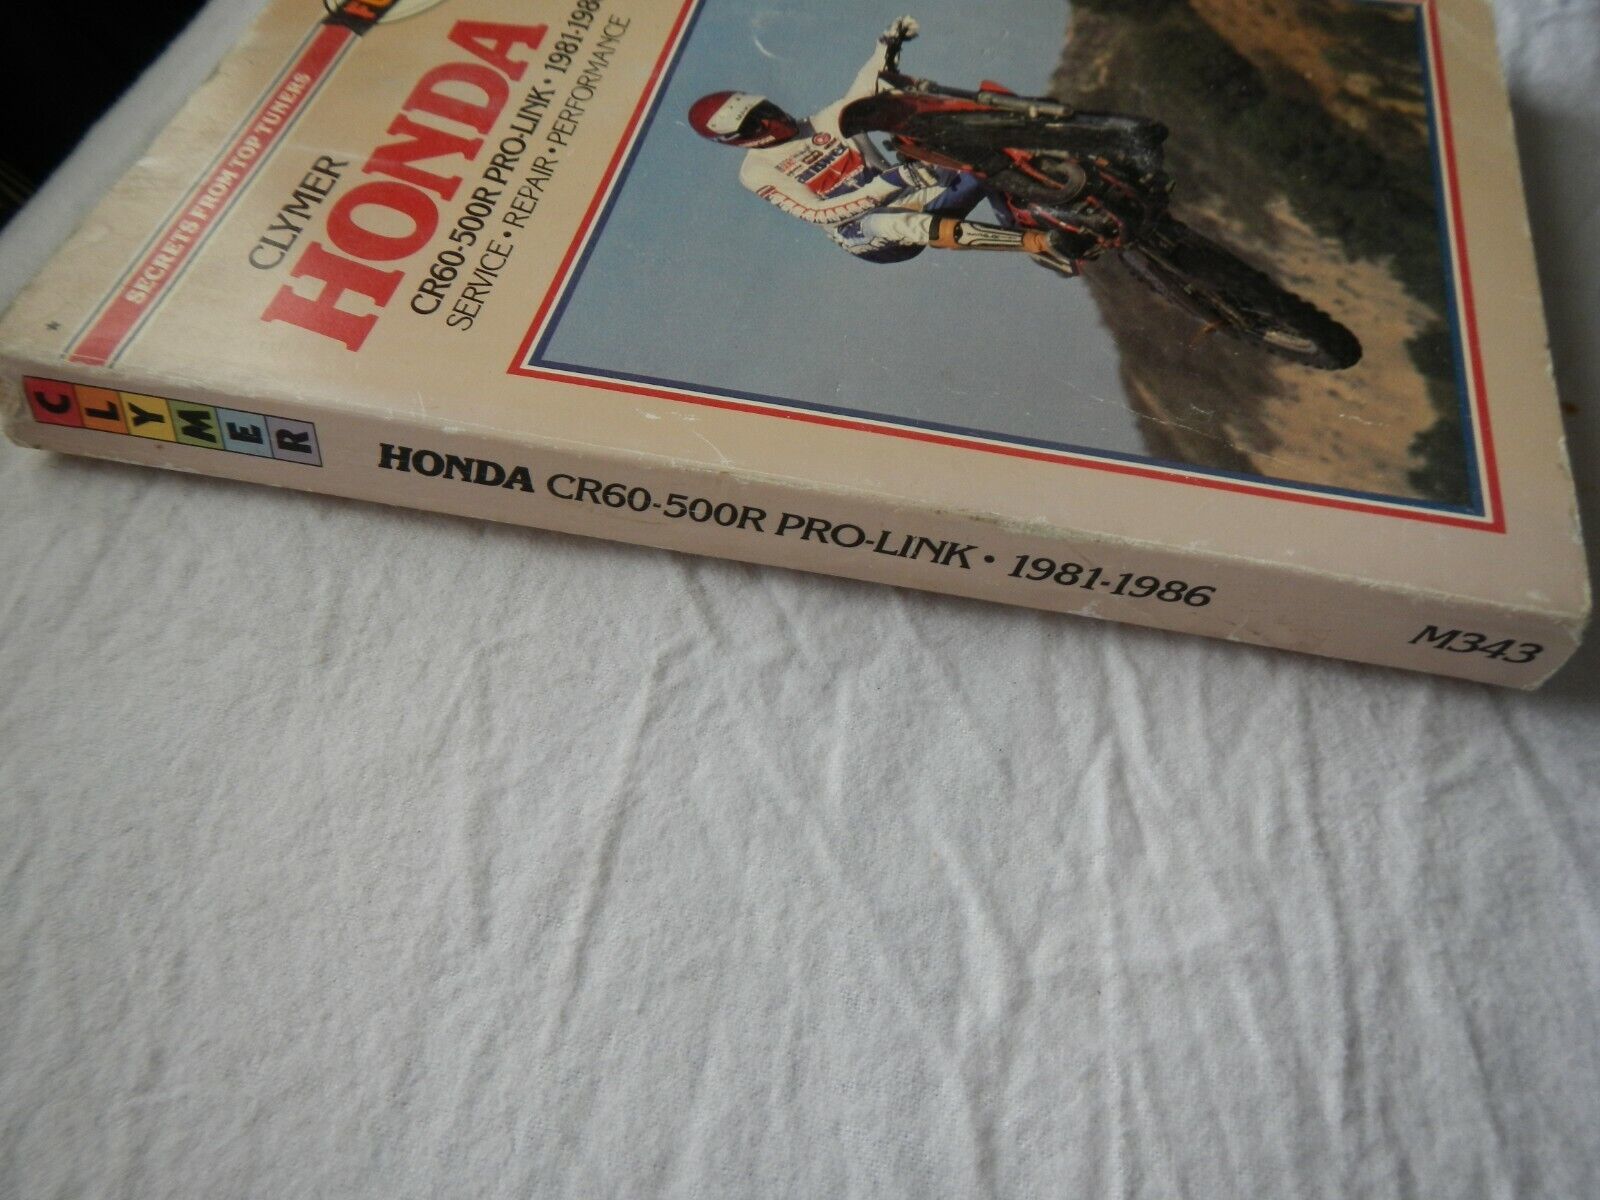 SECRETS FROM TOP TUNERS
CLYMER
HONDA
CR60-500R PRO-LINK • 1981-198
SERVICE • REPAIR • PERFORMANCE
CLYMER
HONDA CR60-500R PRO-LINK • 1981-1986
M343